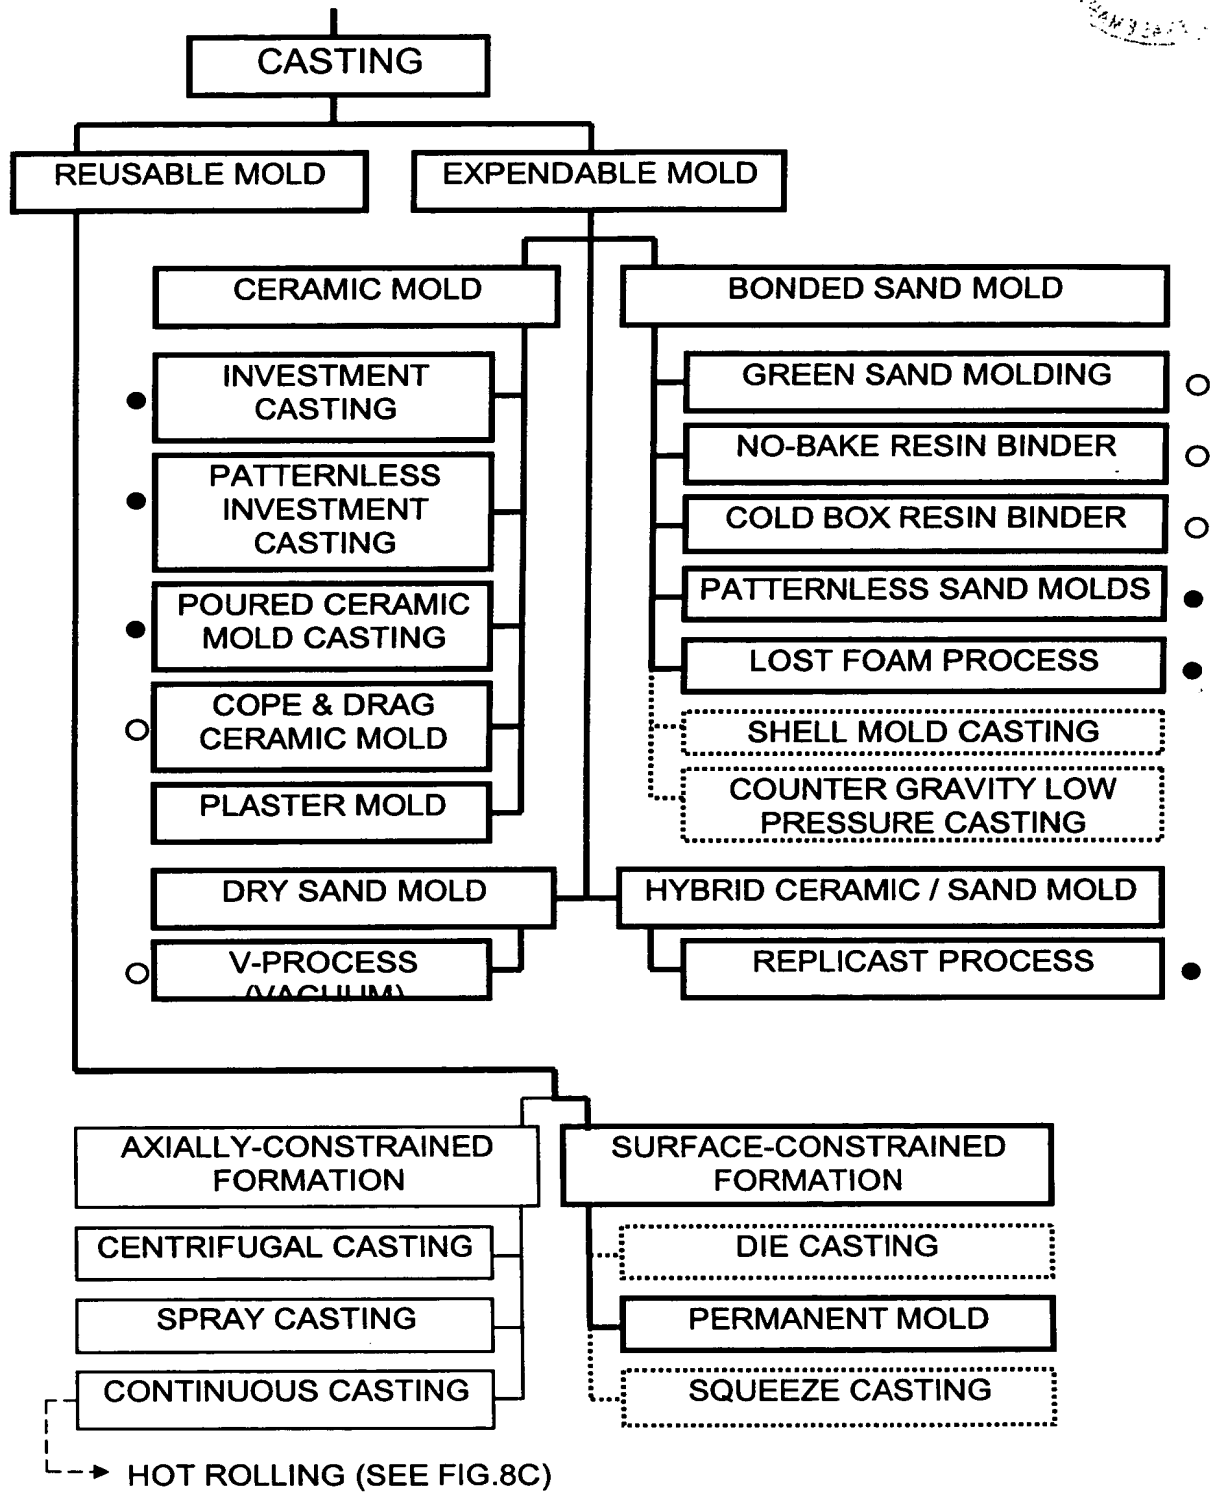 CASTING
REUSABLE MOLD
EXPENDABLE MOLD
CERAMIC MOLD
INVESTMENT
CASTING
PATTERNLESS
INVESTMENT
CASTING
POURED CERAMIC
MOLD CASTING
COPE & DRAG
CERAMIC MOLD
PLASTER MOLD
BONDED SAND MOLD
GREEN SAND MOLDING
NO-BAKE RESIN BINDER
COLD BOX RESIN BINDER
PATTERNLESS SAND MOLDS
LOST FOAM PROCESS
SHELL MOLD CASTING
COUNTER GRAVITY LOW
PRESSURE CASTING
DRY SAND MOLD
V-PROCESS
(VACUUM)
HYBRID CERAMIC / SAND MOLD
REPLICAST PROCESS
AXIALLY-CONSTRAINED
FORMATION
CENTRIFUGAL CASTING
SPRAY CASTING
CONTINUOUS CASTING
HOT ROLLING (SEE FIG.8C)
SURFACE-CONSTRAINED
FORMATION
DIE CASTING
PERMANENT MOLD
SQUEEZE CASTING